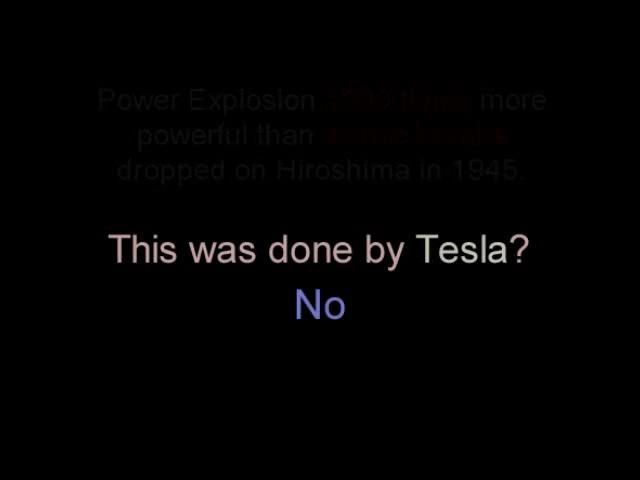 Power Explosion more
powerful than
dropped on Hiroshima in 1945.
This was done by Tesla?
No